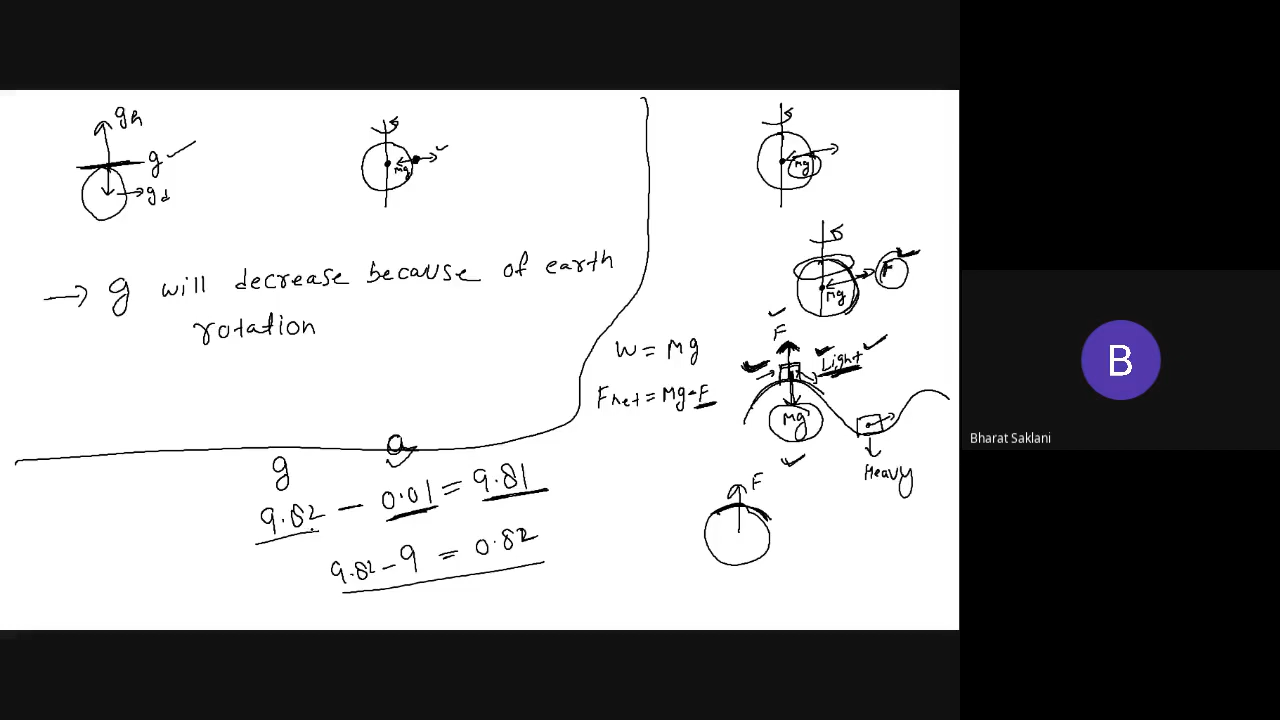 gh
g
gd
Mg
Mg
→ g will decrease because of earth
rotation
Mg
F
W = Mg
F
Light
Fnet = Mg-F
Mg
Heavy
g
a
9.82 - 0.01 = 9.81
9.82 - 9 = 0.82
F
B
Bharat Saklani